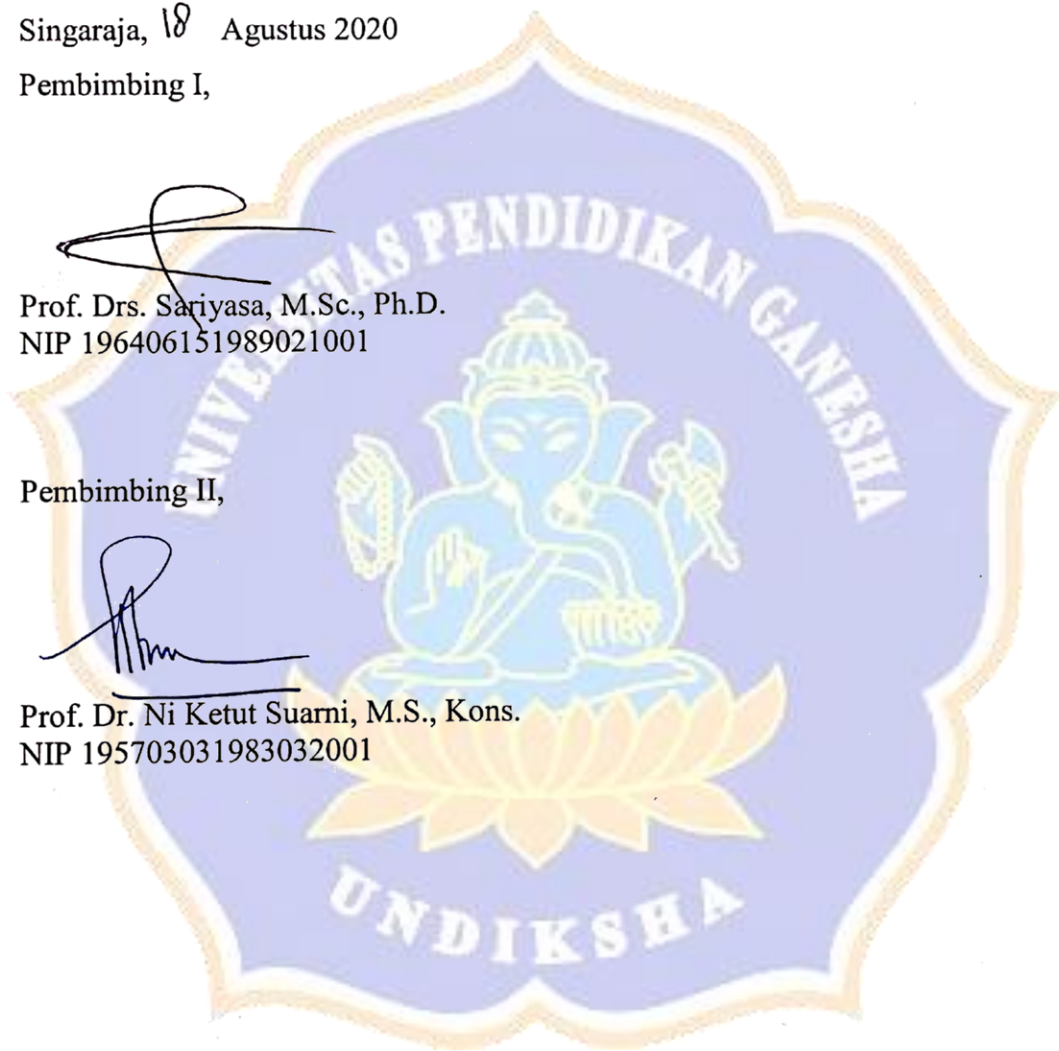 Singaraja, 18 Agustus 2020
Pembimbing I,
Prof. Drs. Sariyasa, M.Sc., Ph.D.
NIP 196406151989021001
Pembimbing II,
Prof. Dr. Ni Ketut Suarni, M.S., Kons.
NIP 195703031983032001
UNIVERSITAS PENDIDIKAN GANESHA
UNDIKSHA